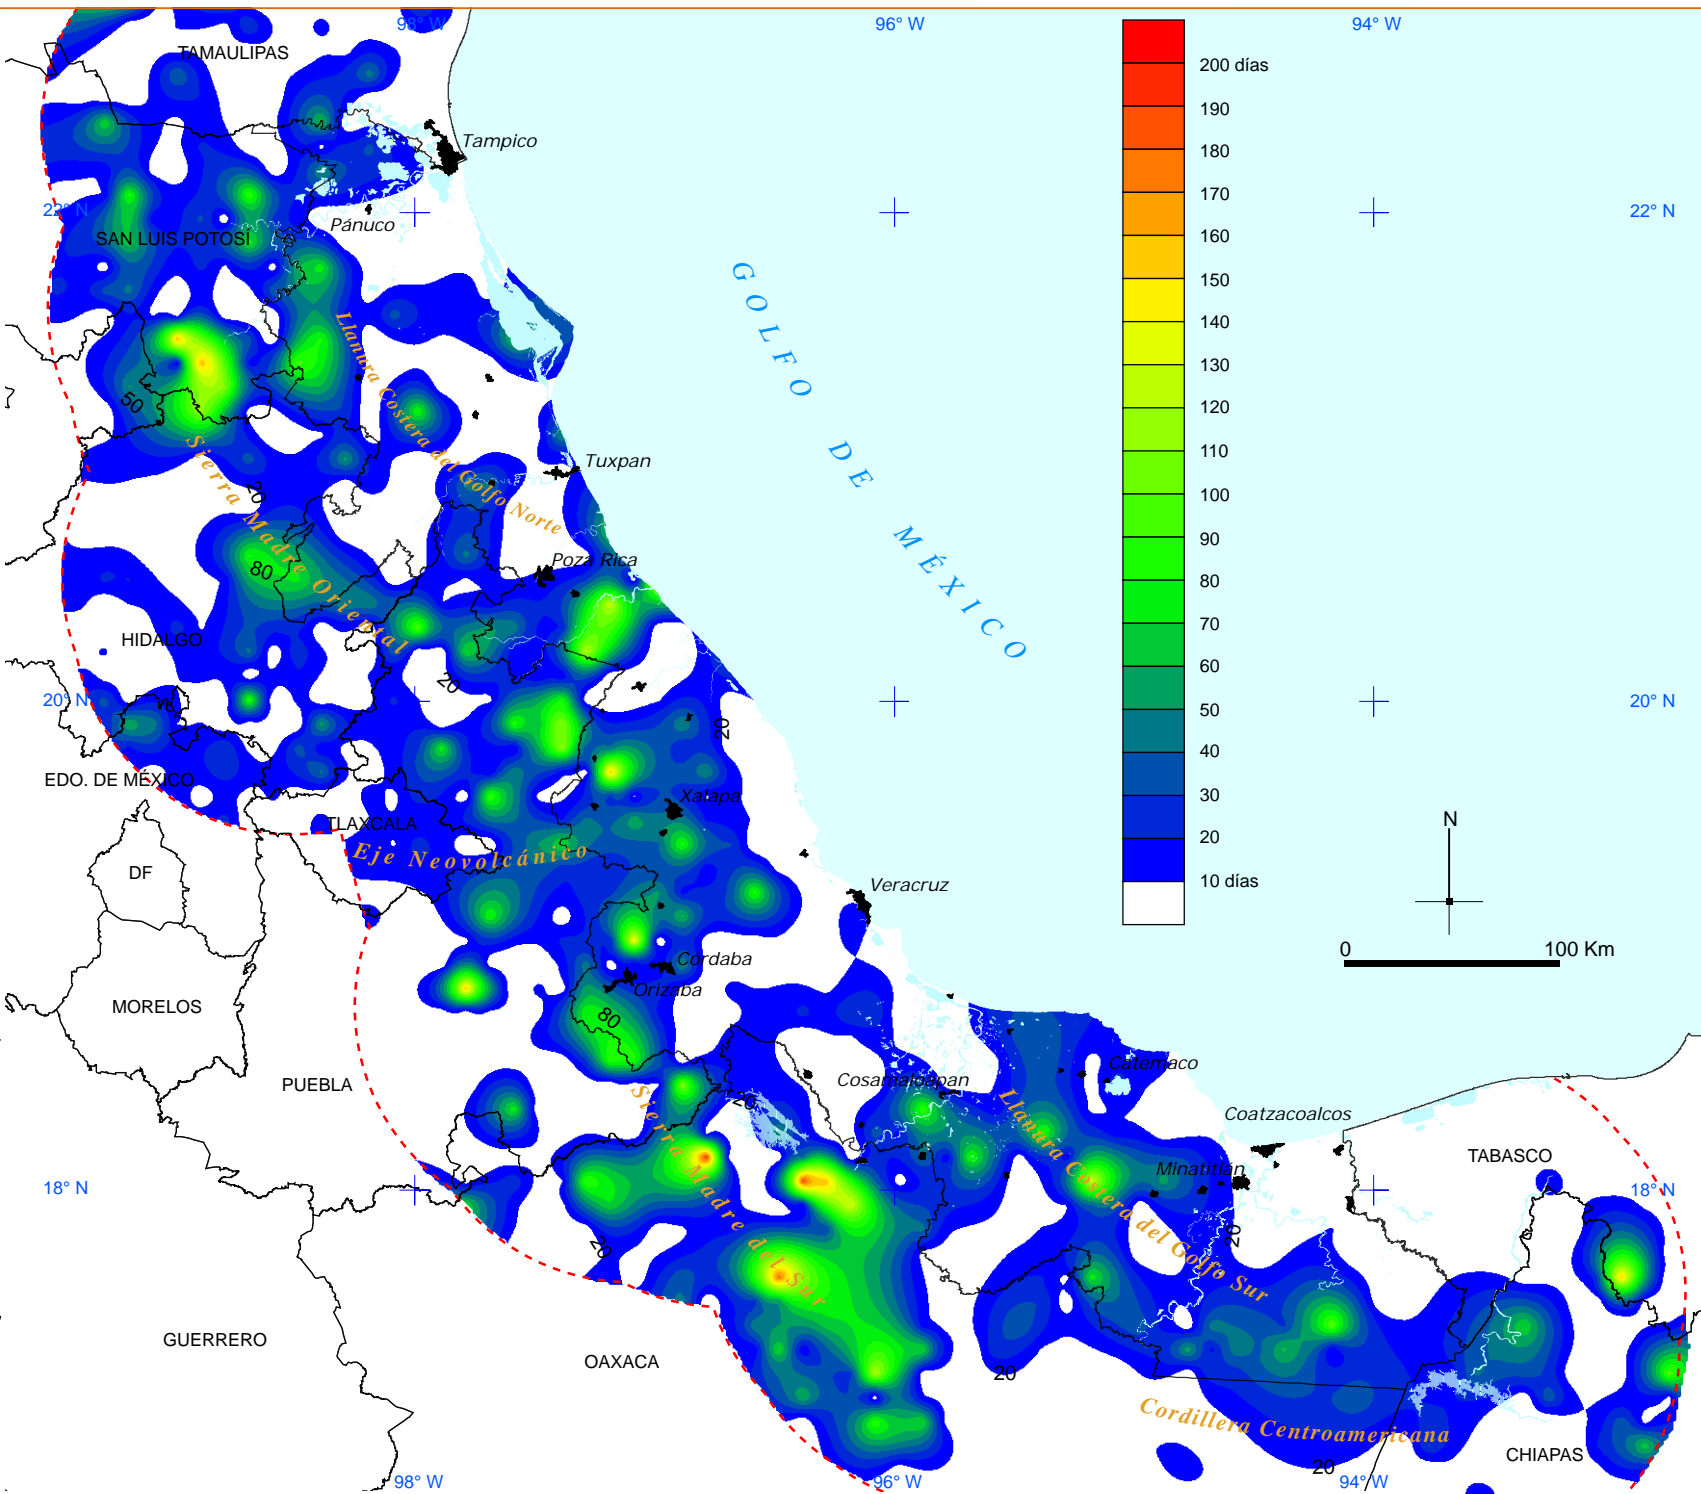 98° W
96° W
94° W
TAMAULIPAS
200 días
190
180
170
160
150
140
130
120
110
100
90
80
70
60
50
40
30
20
10 días
Tampico
22° N
22° N
Pánuco
SAN LUIS POTOSÍ
GOLFO DE MÉXICO
Llanura Costera del Golfo Norte
50
Sierra Madre Oriental
Tuxpan
20
80
Poza Rica
HIDALGO
20
20° N
20° N
20
EDO. DE MÉXICO
Xalapa
TLAXCALA
Eje Neovolcánico
DF
Veracruz
N
0
100 Km
Cordaba
Orizaba
MORELOS
80
PUEBLA
Cosamaloapan
Catemaco
20
Coatzacoalcos
Sierra Madre del Sur
Llanura Costera del Golfo Sur
TABASCO
Minatitlán
18° N
18° N
20
20
GUERRERO
OAXACA
20
Cordillera Centroamericana
CHIAPAS
20
98° W
96° W
94° W